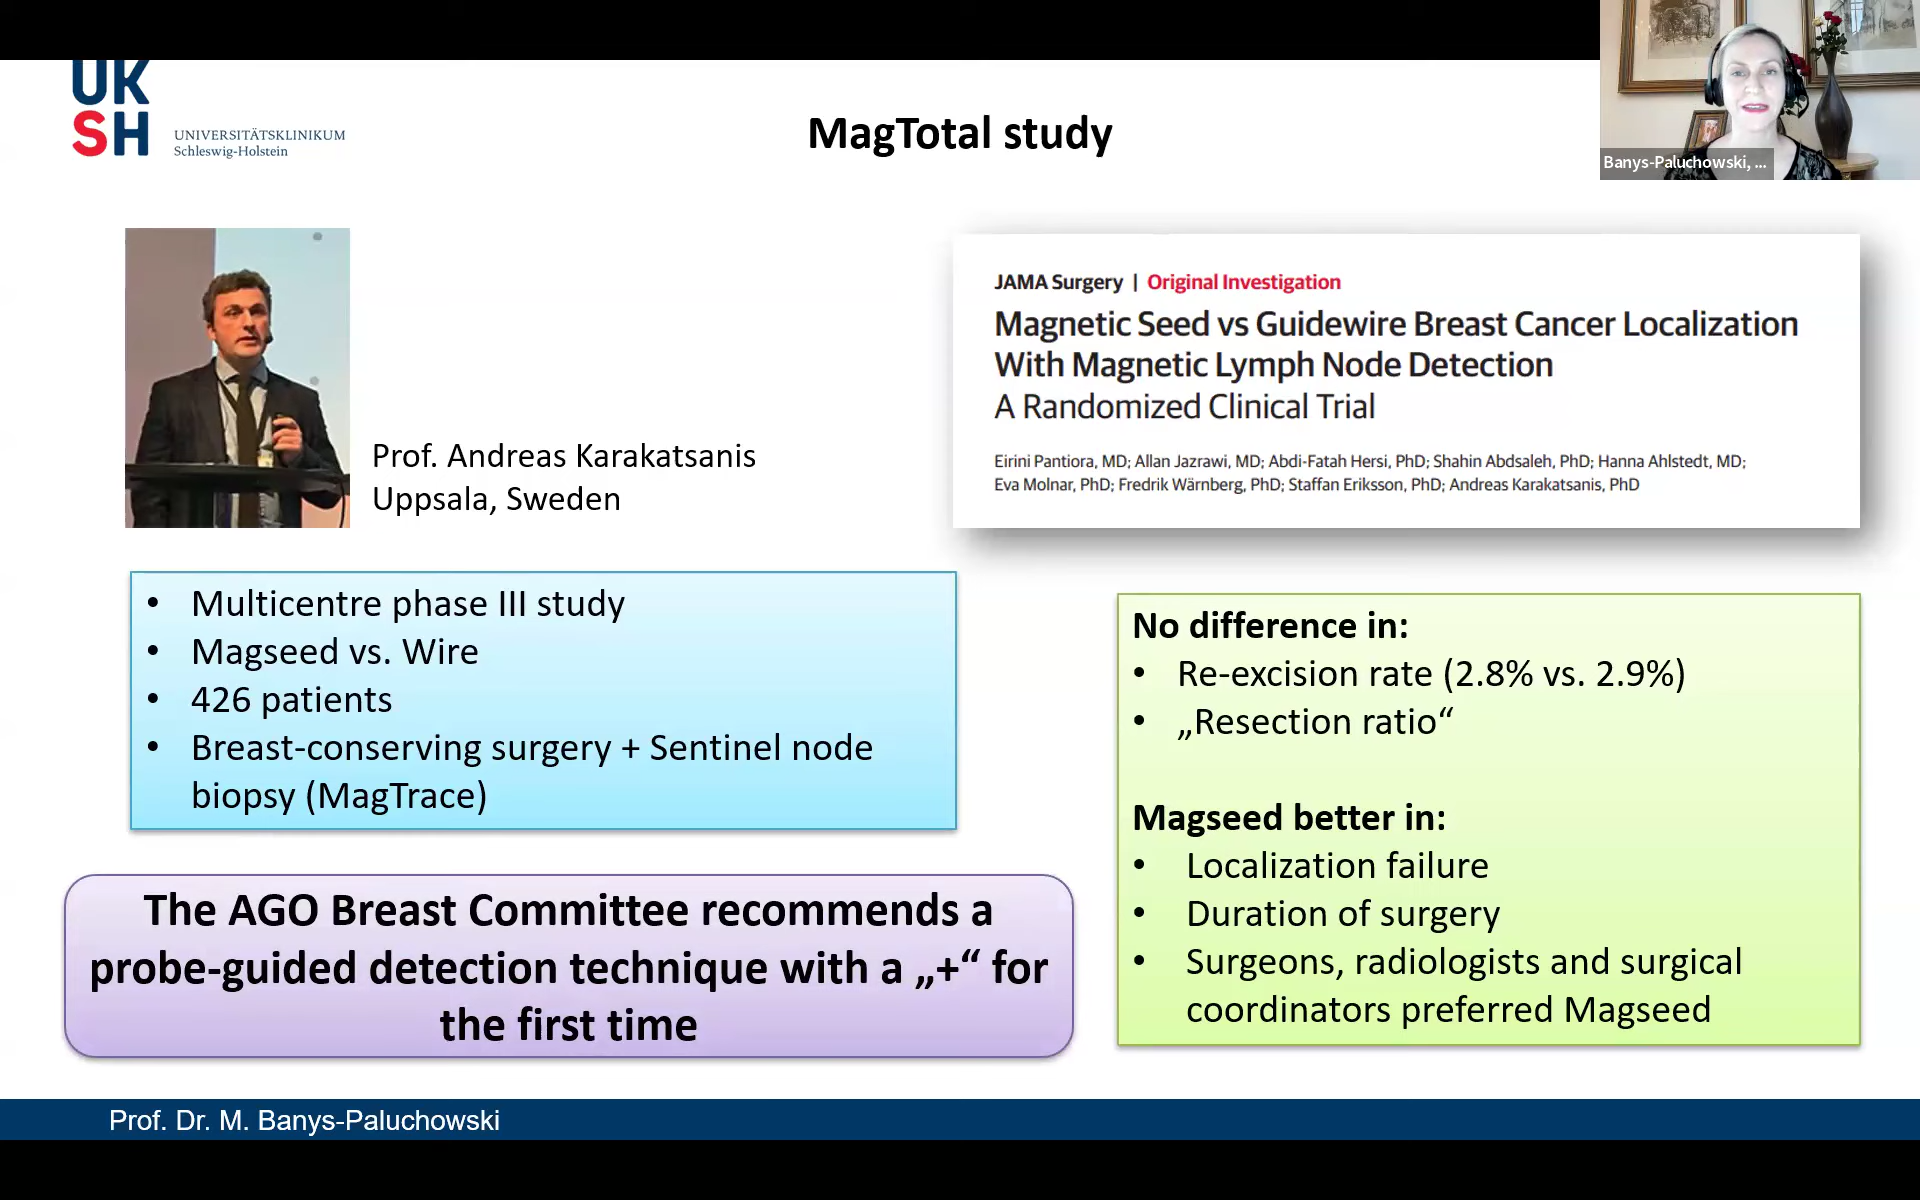 UK
SH
UNIVERSITÄTSKLINIKUM
Schleswig-Holstein
MagTotal study
Banys-Paluchowski, ...
Prof. Andreas Karakatsanis
Uppsala, Sweden
JAMA Surgery | Original Investigation
Magnetic Seed vs Guidewire Breast Cancer Localization
With Magnetic Lymph Node Detection
A Randomized Clinical Trial
Eirini Pantiora, MD; Allan Jazrawi, MD; Abdi-Fatah Hersi, PhD; Shahin Abdsaleh, PhD; Hanna Ahlstedt, MD;
Eva Molnar, PhD; Fredrik Wärnberg, PhD; Staffan Eriksson, PhD; Andreas Karakatsanis, PhD
• Multicentre phase III study
• Magseed vs. Wire
• 426 patients
• Breast-conserving surgery + Sentinel node
biopsy (MagTrace)
The AGO Breast Committee recommends a
probe-guided detection technique with a „+“ for
the first time
No difference in:
• Re-excision rate (2.8% vs. 2.9%)
• „Resection ratio“
Magseed better in:
• Localization failure
• Duration of surgery
• Surgeons, radiologists and surgical
coordinators preferred Magseed
Prof. Dr. M. Banys-Paluchowski